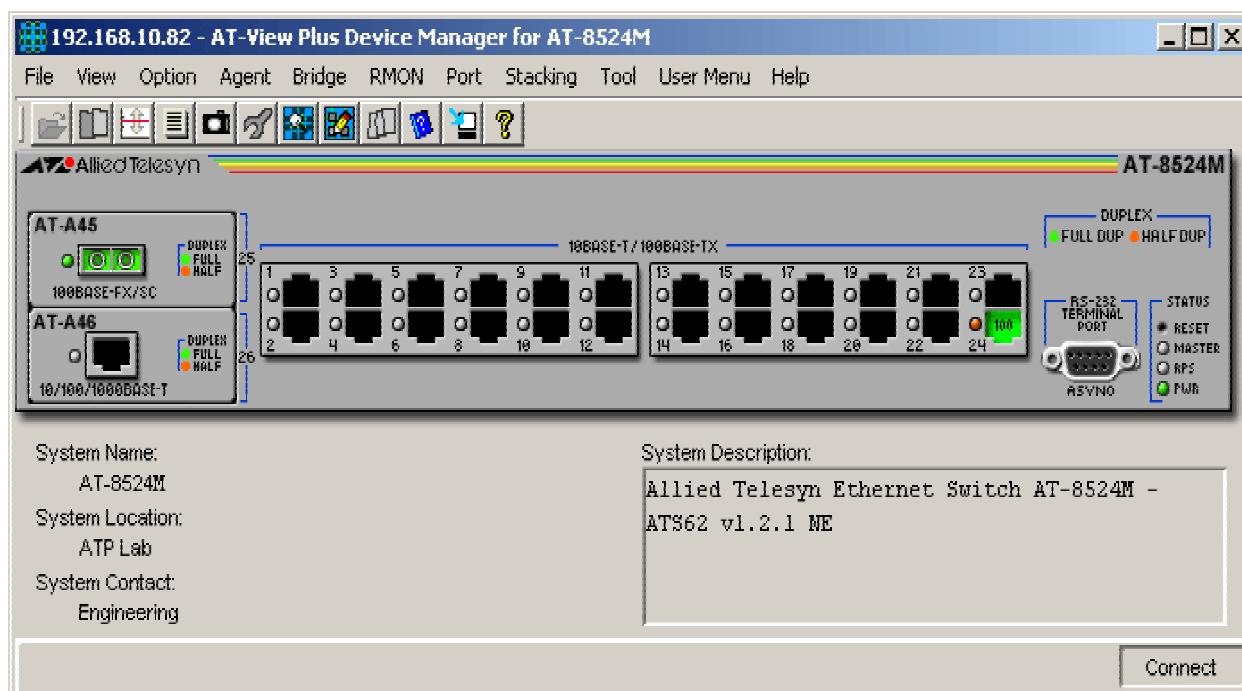 192.168.10.82 - AT-View Plus Device Manager for AT-8524M
File View Option Agent Bridge RMON Port Stacking Tool User Menu Help
Allied Telesyn
AT-8524M
AT-A45
DUPLEX
FULL
HALF
100BASE-FX/SC
25
AT-A46
DUPLEX
FULL
HALF
10/100/1000BASE-T
26
10BASE-T/100BASE-TX
1 3 5 7 9 11 13 15 17 19 21 23
100
2 4 6 8 10 12 14 16 18 20 22 24
DUPLEX
FULL DUP HALF DUP
RS-232
TERMINAL
PORT
ASYNO
STATUS
RESET
MASTER
RPS
PWR
System Name:
AT-8524M
System Location:
ATP Lab
System Contact:
Engineering
System Description:
Allied Telesyn Ethernet Switch AT-8524M -
ATS62 v1.2.1 NE
Connect